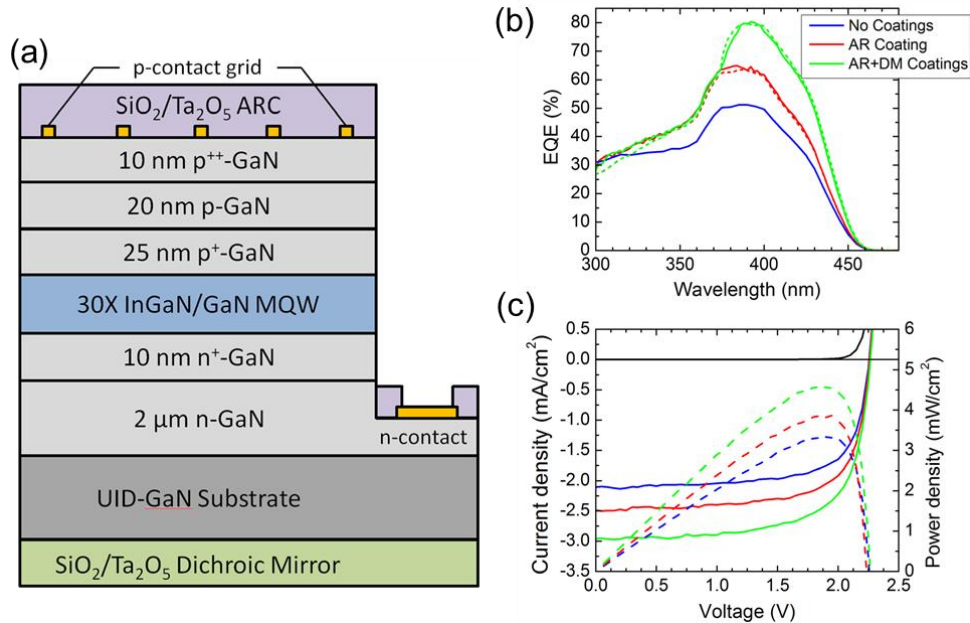 (a)
p-contact grid
SiO₂/Ta₂O₅ ARC
10 nm p⁺⁺-GaN
20 nm p-GaN
25 nm p⁺-GaN
30X InGaN/GaN MQW
10 nm n⁺-GaN
2 µm n-GaN
n-contact
UID-GaN Substrate
SiO₂/Ta₂O₅ Dichroic Mirror
(b)
No Coatings
AR Coating
AR+DM Coatings
EQE (%)
80
70
60
50
40
30
20
10
0
300
350
400
450
Wavelength (nm)
(c)
Current density (mA/cm²)
0.5
0.0
-0.5
-1.0
-1.5
-2.0
-2.5
-3.0
-3.5
6
5
4
3
2
1
0
Power density (mW/cm²)
0.0
0.5
1.0
1.5
2.0
2.5
Voltage (V)